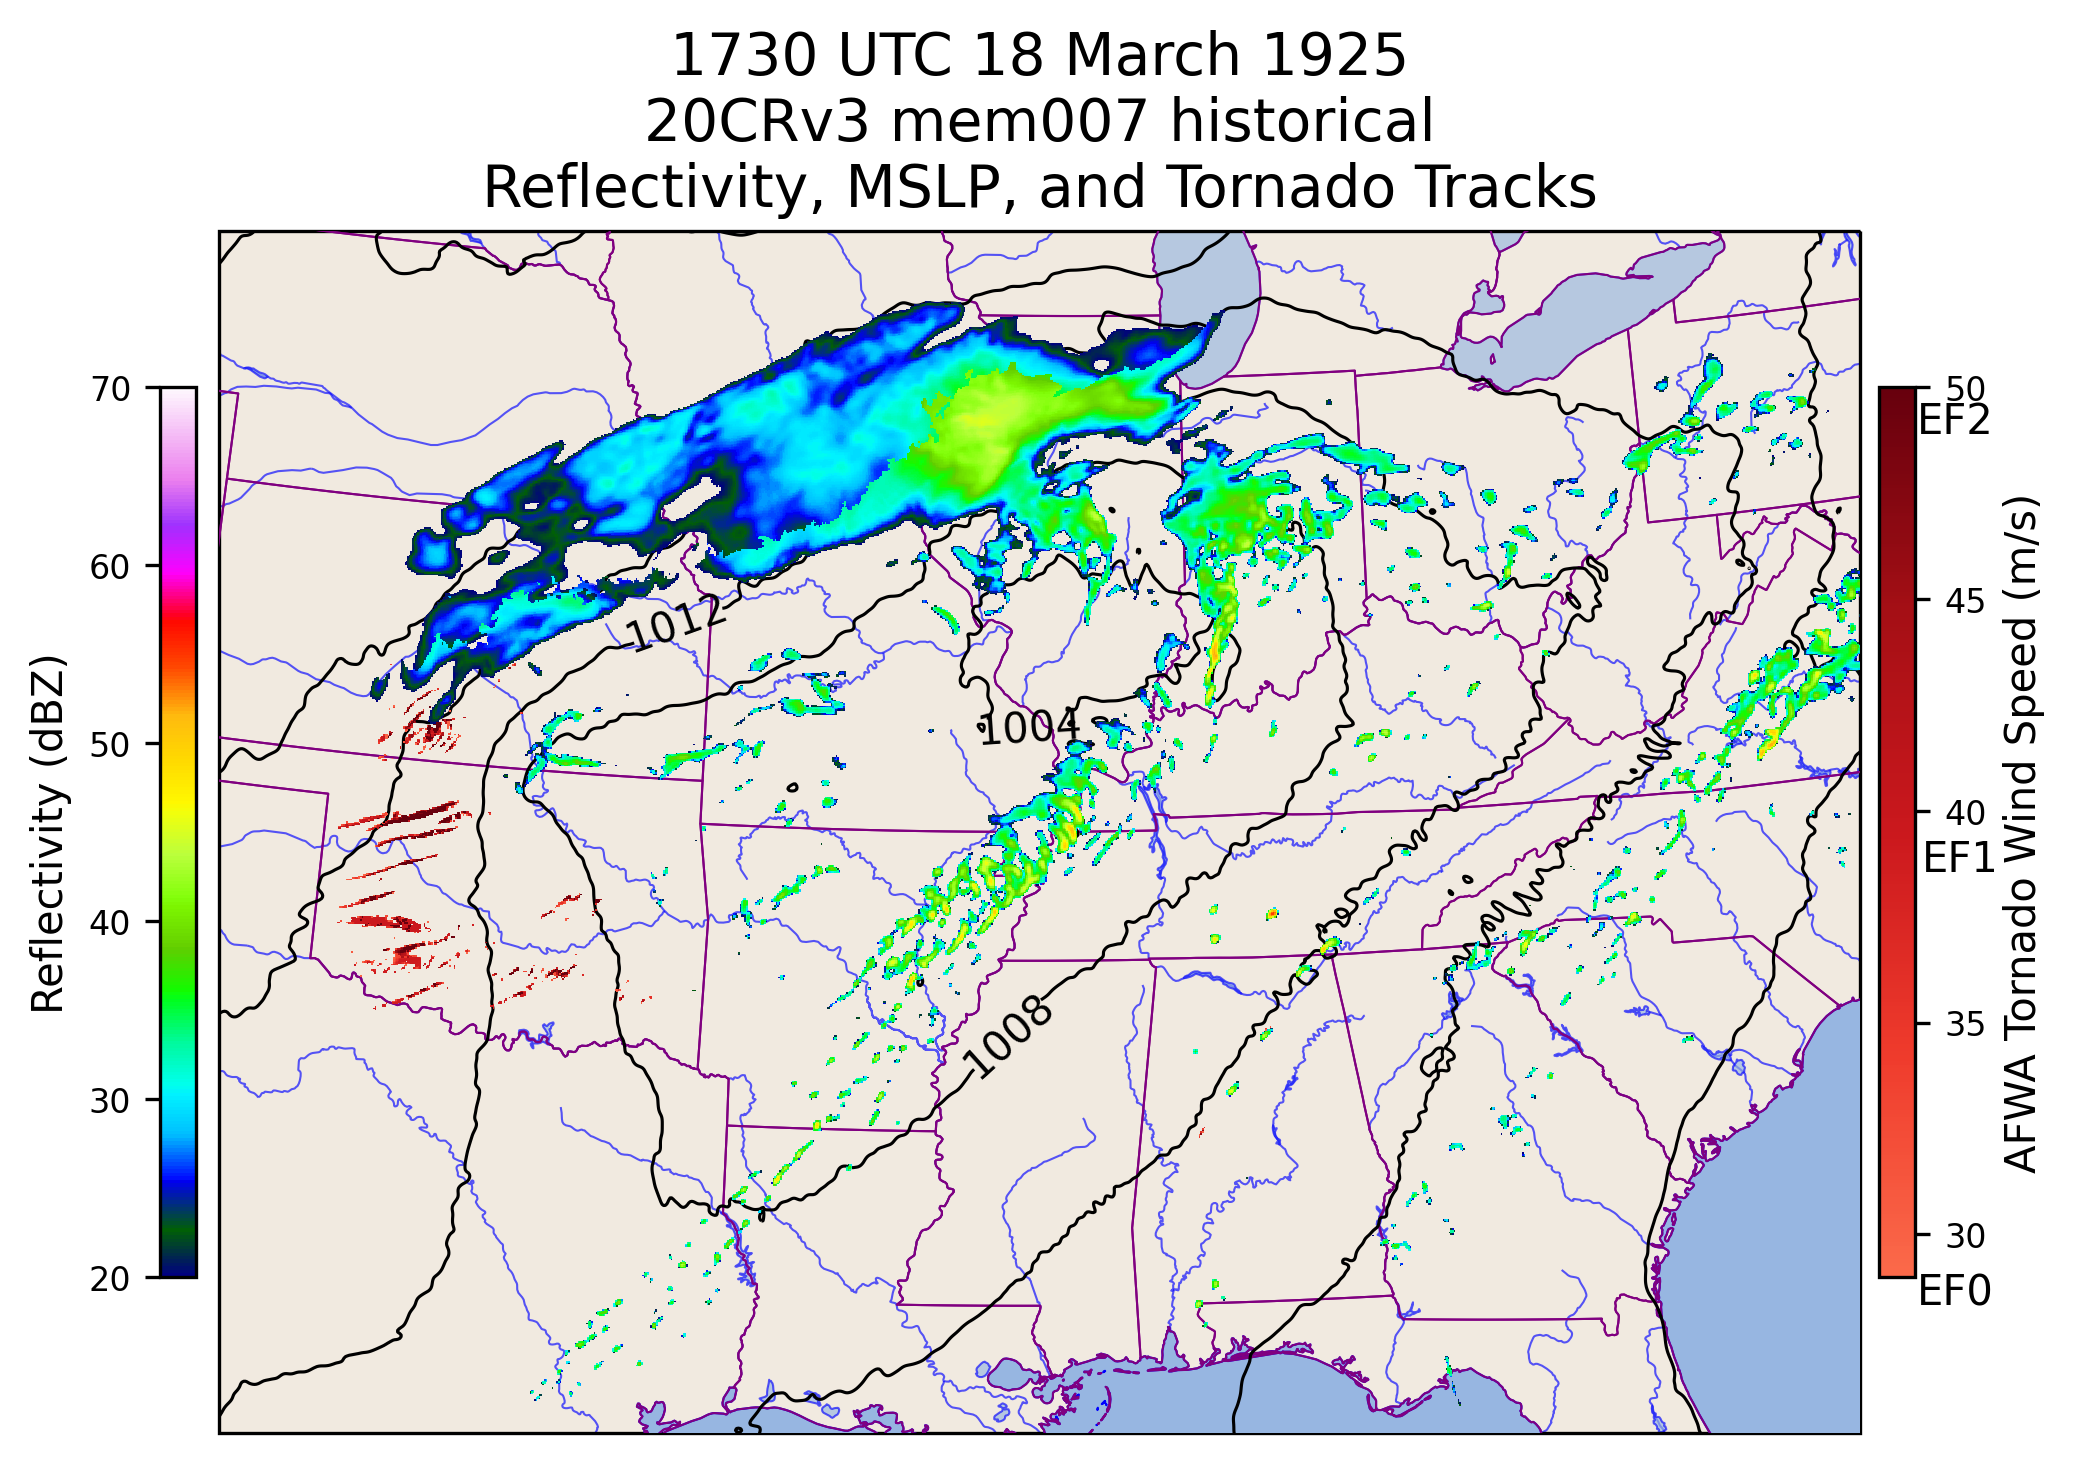 1730 UTC 18 March 1925
20CRv3 mem007 historical
Reflectivity, MSLP, and Tornado Tracks
Reflectivity (dBZ)
70
60
50
40
30
20
1012
1004
1008
50
EF2
45
40
EF1
35
30
EF0
AFWA Tornado Wind Speed (m/s)